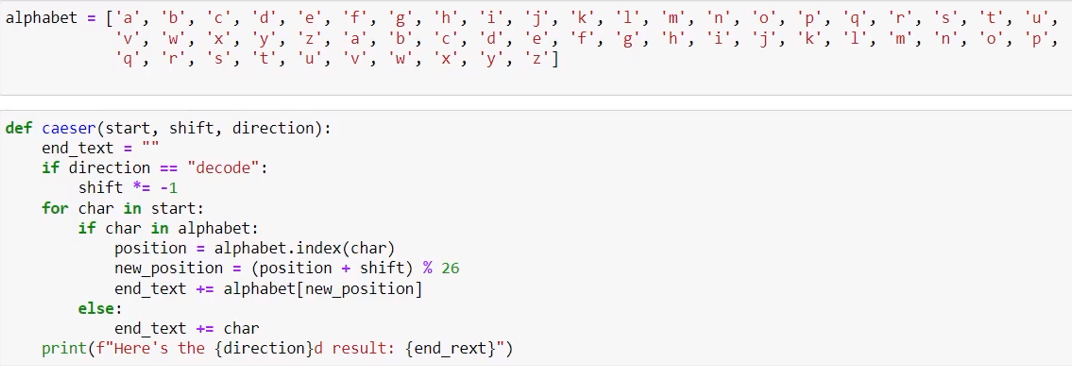 alphabet = ['a', 'b', 'c', 'd', 'e', 'f', 'g', 'h', 'i', 'j', 'k', 'l', 'm', 'n', 'o', 'p', 'q', 'r', 's', 't', 'u',
            'v', 'w', 'x', 'y', 'z', 'a', 'b', 'c', 'd', 'e', 'f', 'g', 'h', 'i', 'j', 'k', 'l', 'm', 'n', 'o', 'p',
            'q', 'r', 's', 't', 'u', 'v', 'w', 'x', 'y', 'z']
def caeser(start, shift, direction):
    end_text = ""
    if direction == "decode":
        shift *= -1
    for char in start:
        if char in alphabet:
            position = alphabet.index(char)
            new_position = (position + shift) % 26
            end_text += alphabet[new_position]
        else:
            end_text += char
    print(f"Here's the {direction}d result: {end_rext}")